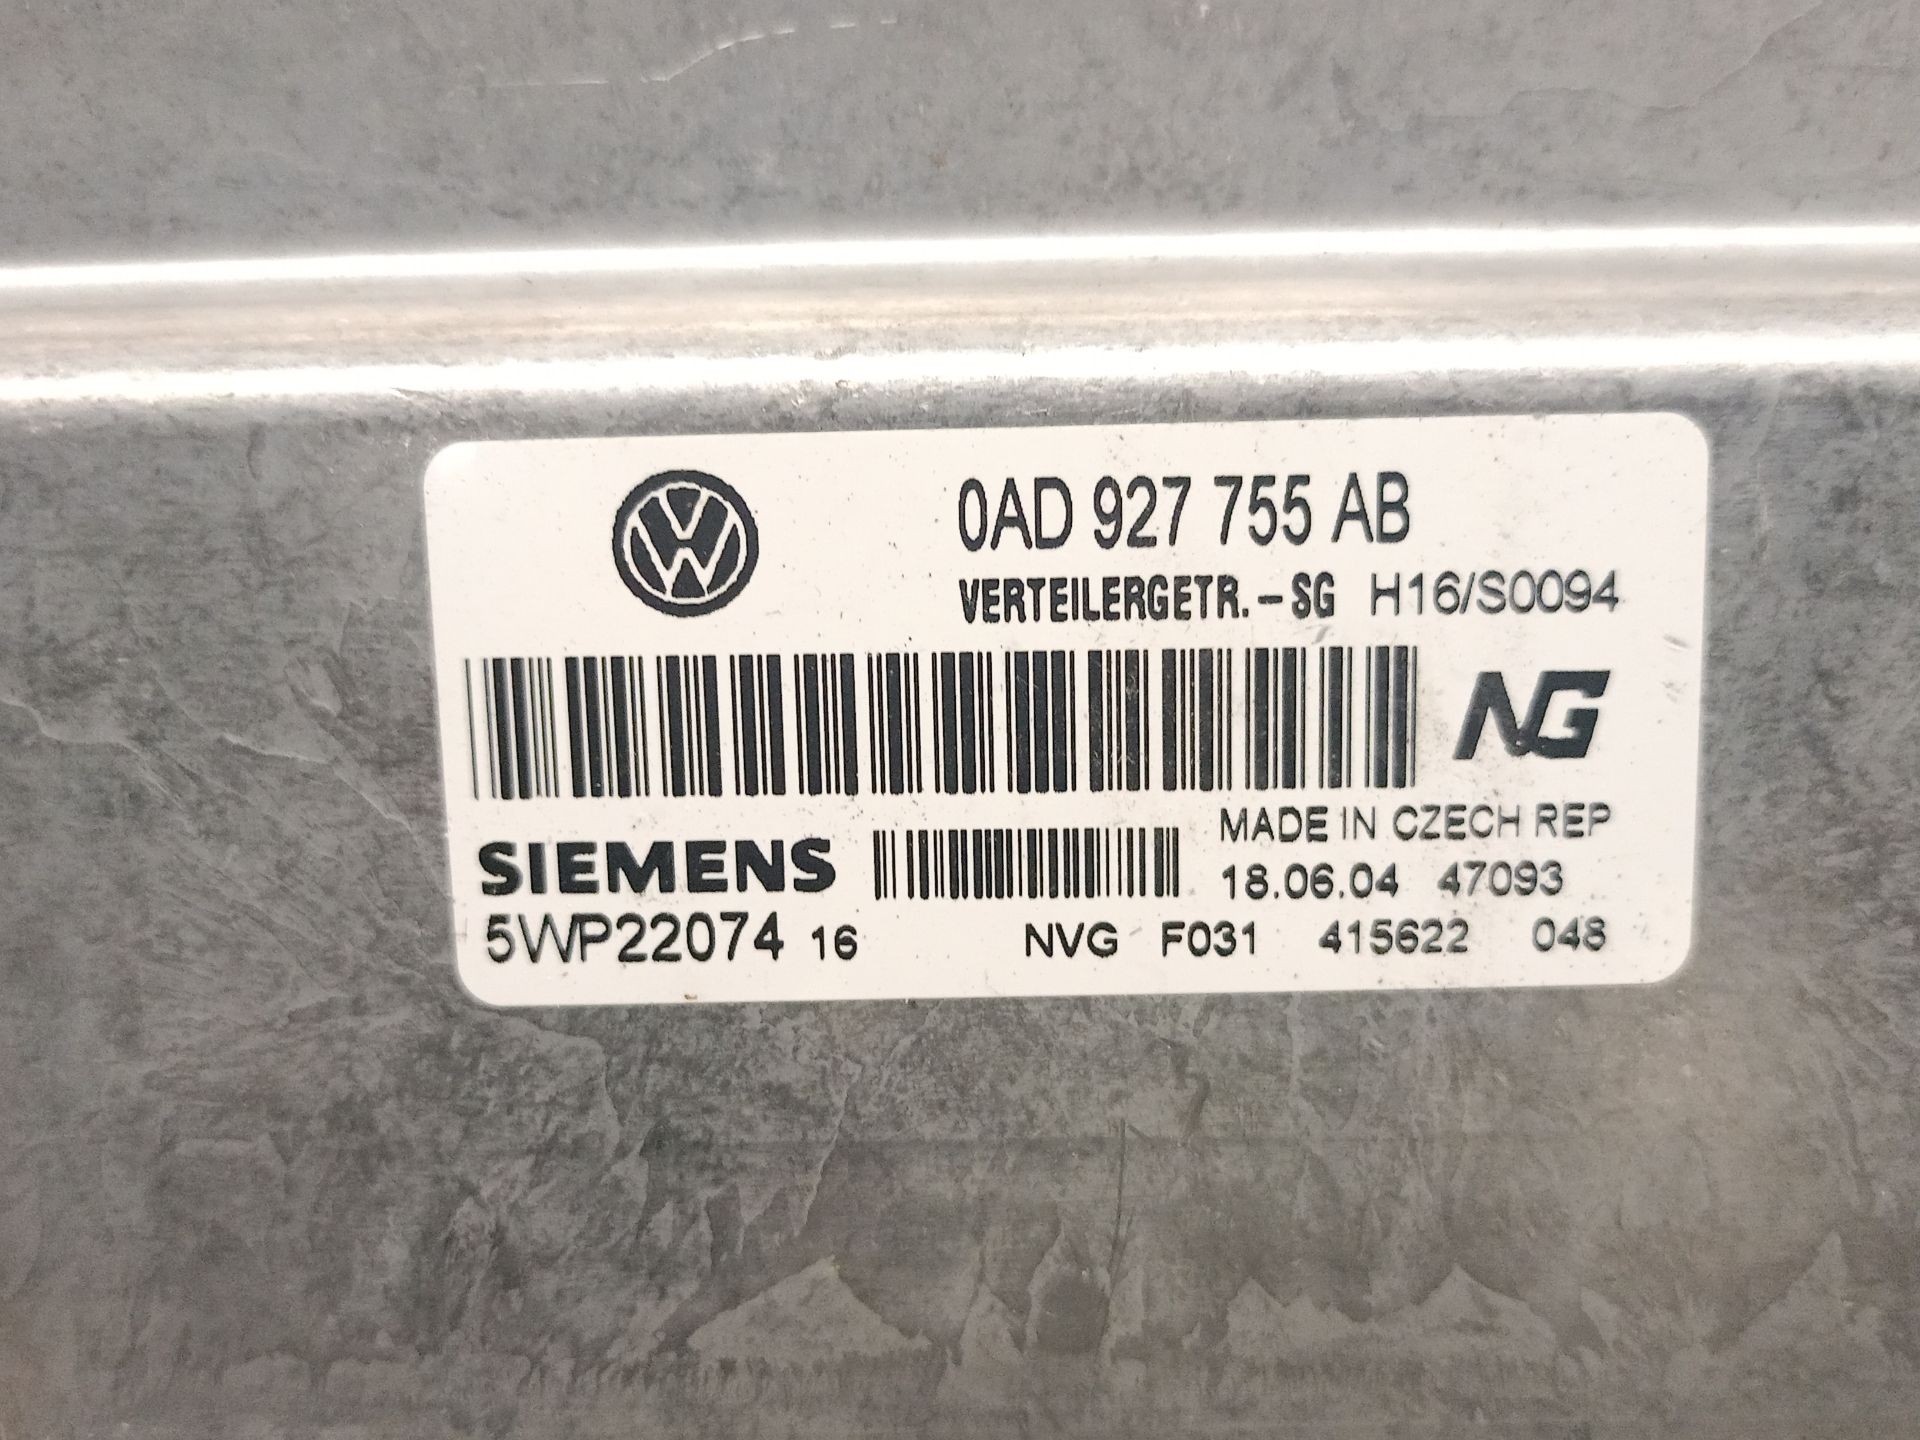 0AD 927 755 AB
VERTEILERGETR.-SG H16/S0094
NG
MADE IN CZECH REP
SIEMENS 18.06.04 47093
5WP22074 16 NVG F031 415622 048